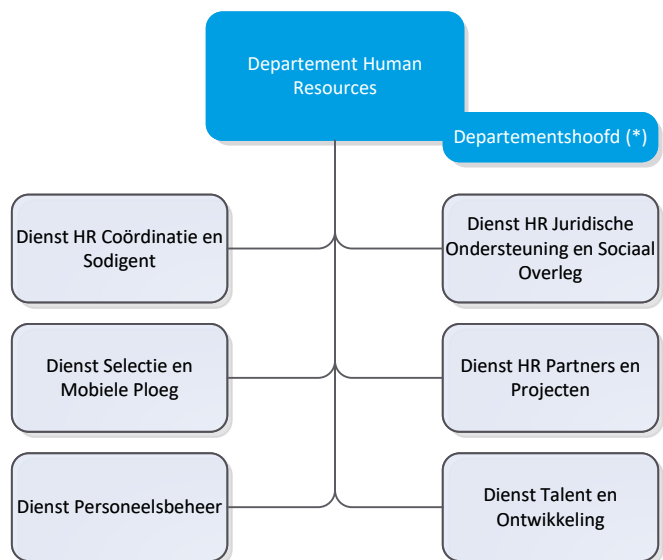 Departement Human
Resources
Departementshoofd (*)
Dienst HR Coördinatie en
Sodigent
Dienst HR Juridische
Ondersteuning en Sociaal
Overleg
Dienst Selectie en
Mobiele Ploeg
Dienst HR Partners en
Projecten
Dienst Personeelsbeheer
Dienst Talent en
Ontwikkeling